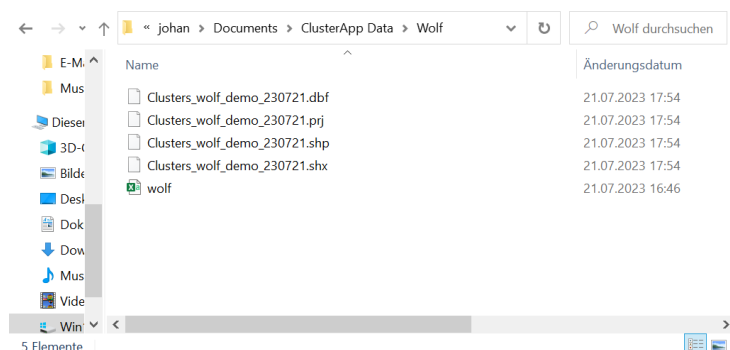 « johan > Documents > ClusterApp Data > Wolf
Wolf durchsuchen
Name
Änderungsdatum
E-M
Mus
Dieser
3D-
Bilde
Desk
Dok
Dow
Mus
Vide
Win
Clusters_wolf_demo_230721.dbf 21.07.2023 17:54
Clusters_wolf_demo_230721.prj 21.07.2023 17:54
Clusters_wolf_demo_230721.shp 21.07.2023 17:54
Clusters_wolf_demo_230721.shx 21.07.2023 17:54
wolf 21.07.2023 16:46
5 Elemente